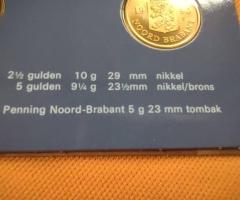 NOORD BRABANT
2½ gulden 10 g 29 mm nikkel
5 gulden 9¼ g 23½mm nikkel/brons
Penning Noord-Brabant 5 g 23 mm tombak